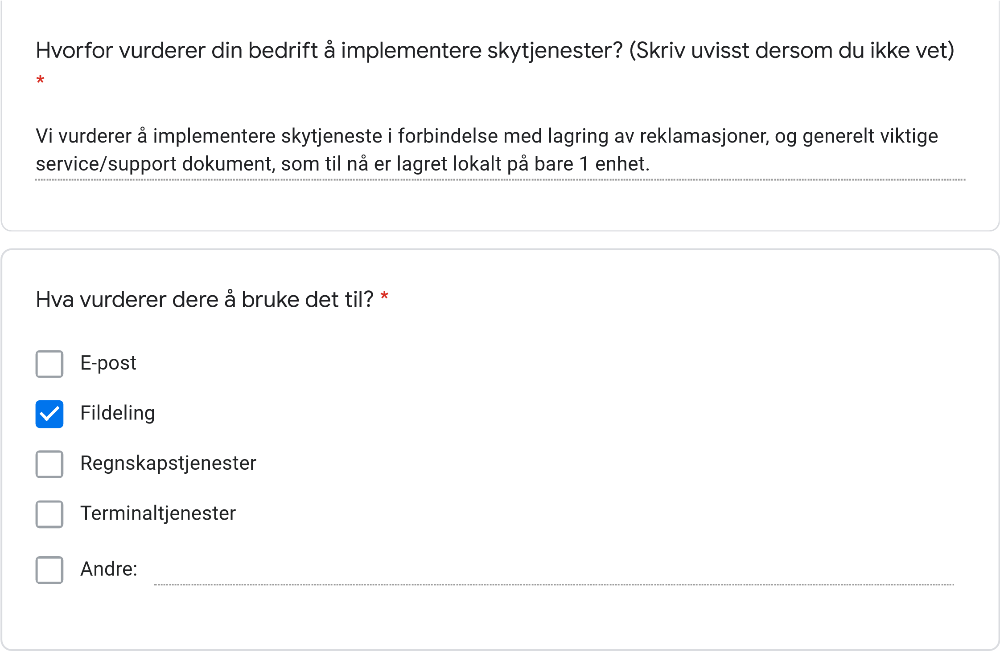 Hvorfor vurderer din bedrift å implementere skytjenester? (Skriv uvisst dersom du ikke vet)
*
Vi vurderer å implementere skytjeneste i forbindelse med lagring av reklamasjoner, og generelt viktige
service/support dokument, som til nå er lagret lokalt på bare 1 enhet.
Hva vurderer dere å bruke det til? *
E-post
Fildeling
Regnskapstjenester
Terminaltjenester
Andre: